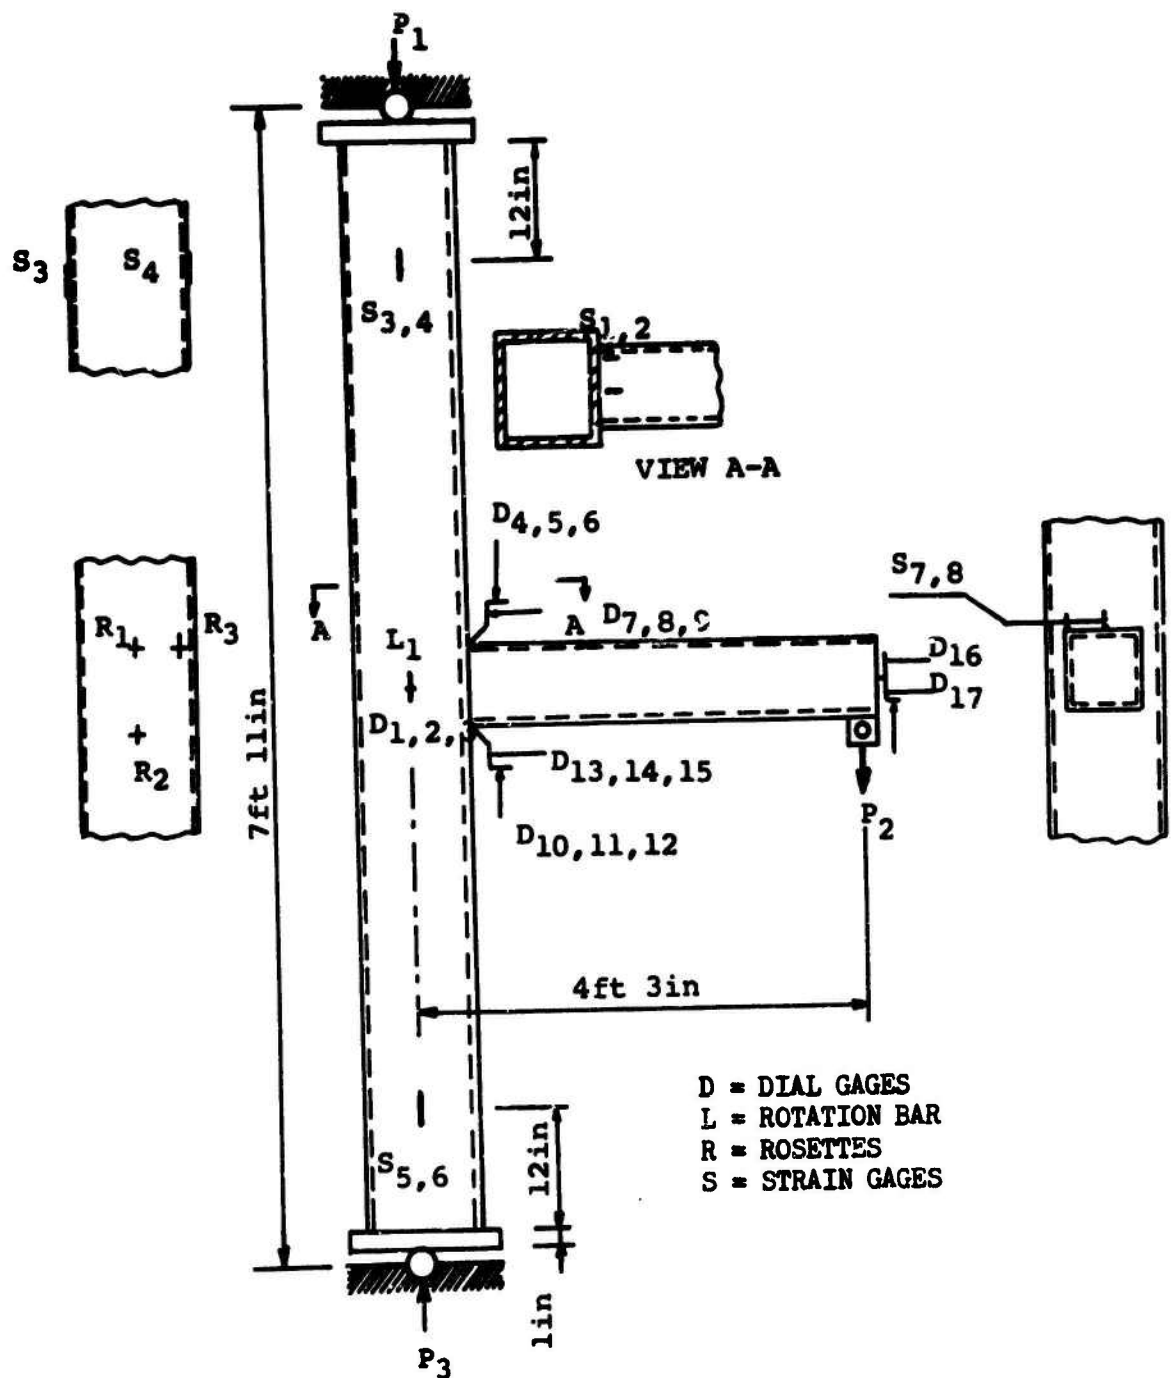 P1
12in
S3
S4
S3,4
S1,2
VIEW A-A
D4,5,6
S7,8
R1
R3
A
A
D7,8,9
L1
D16
D17
D1,2,
R2
D13,14,15
7ft 11in
P2
D10,11,12
4ft 3in
D = DIAL GAGES
L = ROTATION BAR
R = ROSETTES
S = STRAIN GAGES
S5,6
12in
1in
P3